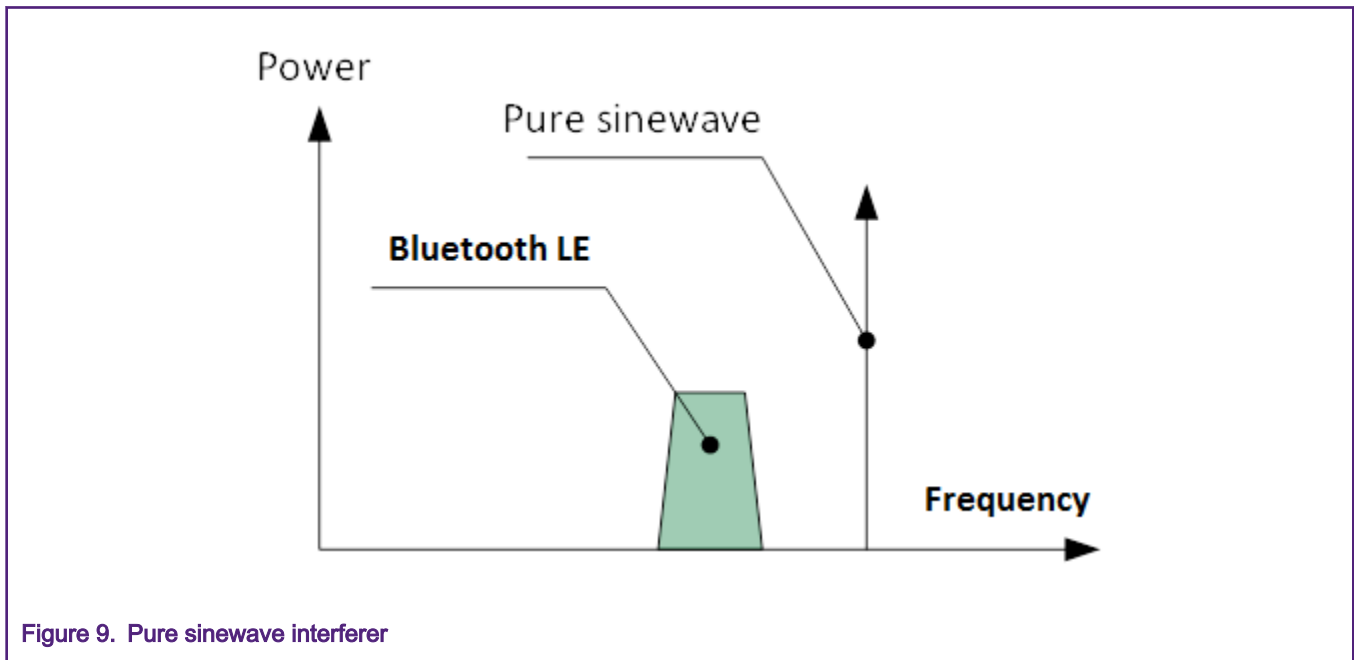 Power
Pure sinewave
Bluetooth LE
Frequency
Figure 9. Pure sinewave interferer